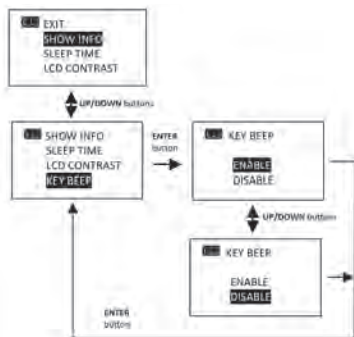 EXIT
SHOW INFO
SLEEP TIME
LCD CONTRAST
UP/DOWN buttons
SHOW INFO
SLEEP TIME
LCD CONTRAST
KEY BEEP
ENTER
button
KEY BEEP
ENABLE
DISABLE
UP/DOWN buttons
KEY BEEP
ENABLE
DISABLE
ENTER
button